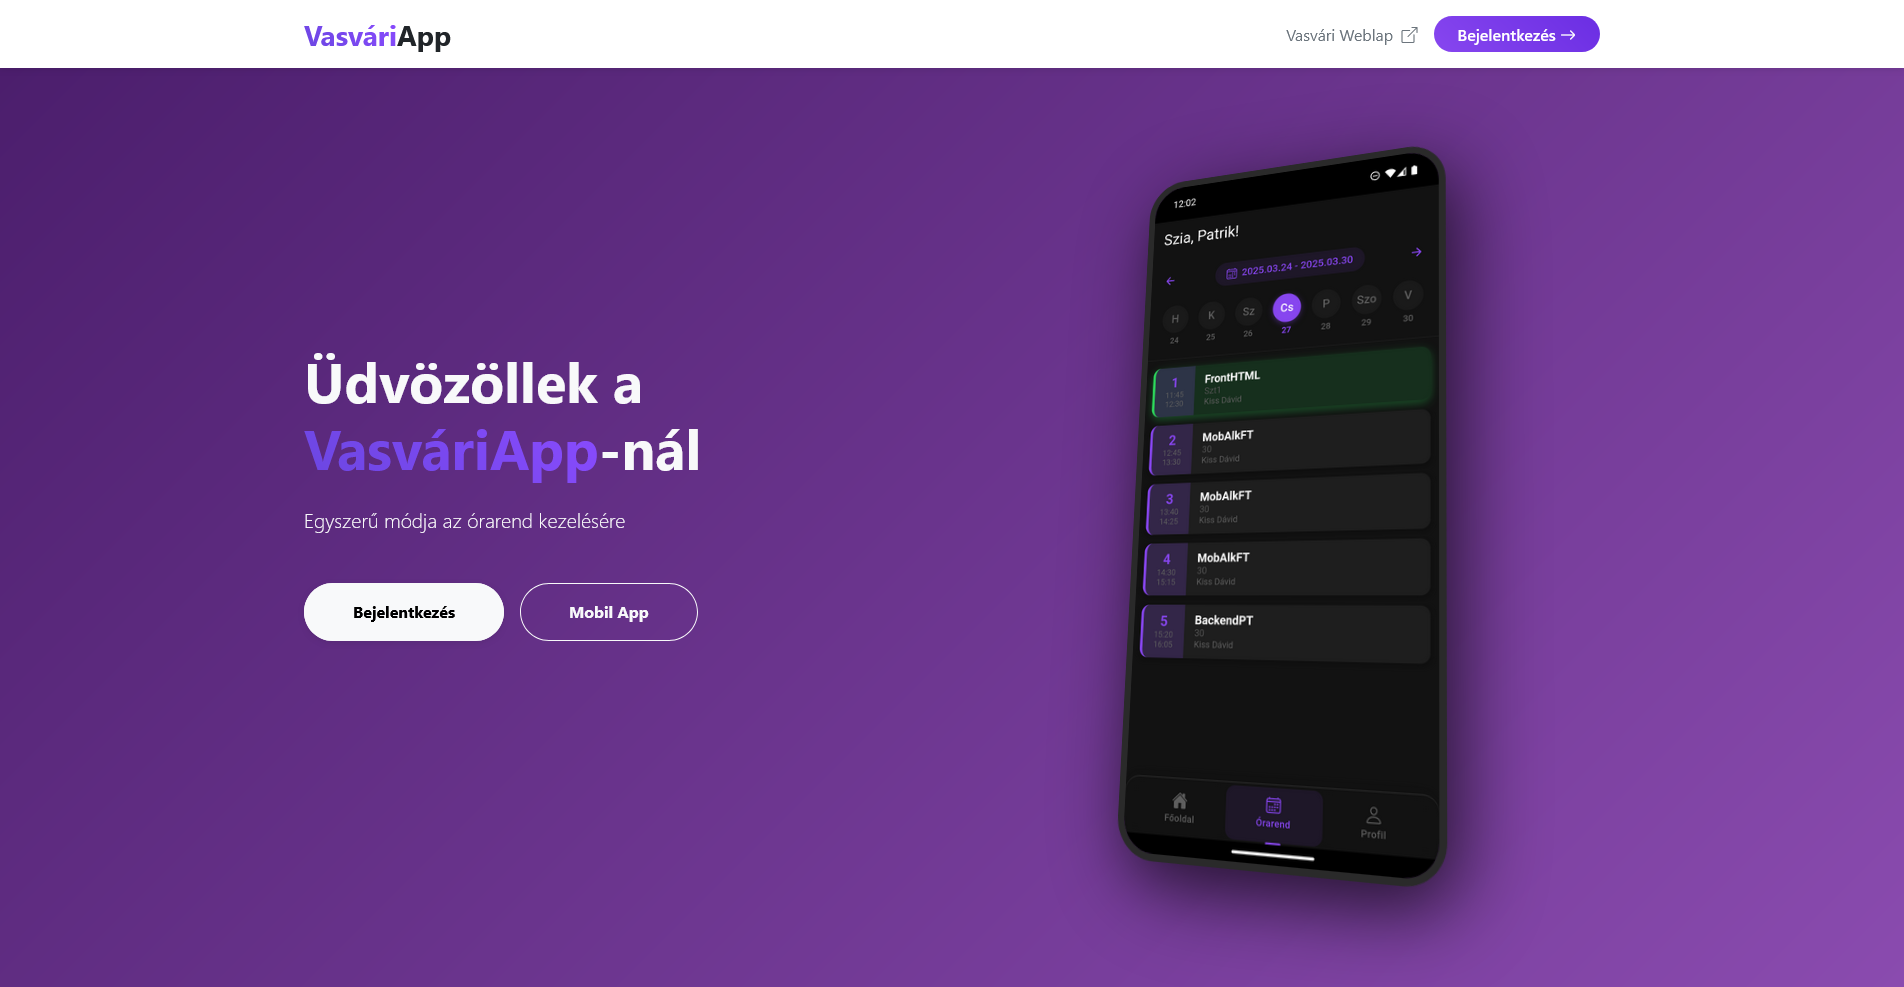 VasváriApp
Vasvári Weblap
Bejelentkezés →
Üdvözöllek a
VasváriApp-nál
Egyszerű módja az órarend kezelésére
Bejelentkezés
Mobil App
12:02
Szia, Patrik!
←
2025.03.24 - 2025.03.30
→
H K Sz Cs P Szo V
24 25 26 27 28 29 30
1 FrontHTML
11:45 Szt1
12:30 Kiss Dávid
2 MobAlkFT
12:45 30
13:30 Kiss Dávid
3 MobAlkFT
13:40 30
14:25 Kiss Dávid
4 MobAlkFT
14:30 30
15:15 Kiss Dávid
5 BackendPT
15:20 30
16:05 Kiss Dávid
Főoldal Órarend Profil